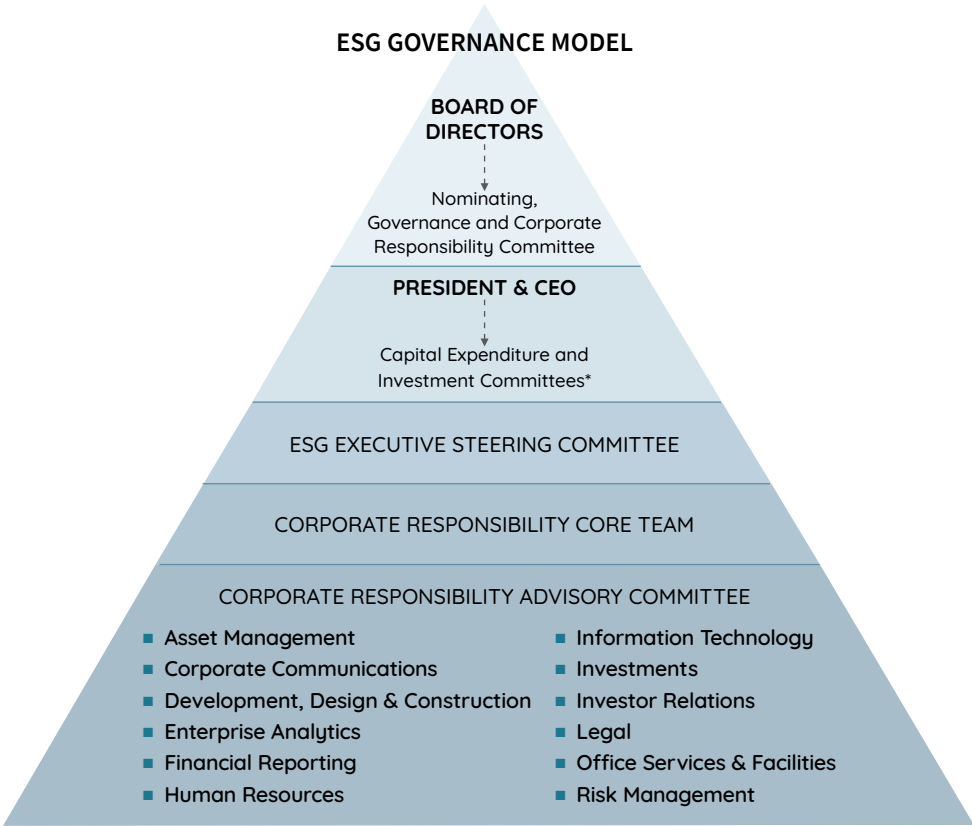 ESG GOVERNANCE MODEL
BOARD OF
DIRECTORS
Nominating,
Governance and Corporate
Responsibility Committee
PRESIDENT & CEO
Capital Expenditure and
Investment Committees*
ESG EXECUTIVE STEERING COMMITTEE
CORPORATE RESPONSIBILITY CORE TEAM
CORPORATE RESPONSIBILITY ADVISORY COMMITTEE
■ Asset Management
■ Corporate Communications
■ Development, Design & Construction
■ Enterprise Analytics
■ Financial Reporting
■ Human Resources
■ Information Technology
■ Investments
■ Investor Relations
■ Legal
■ Office Services & Facilities
■ Risk Management